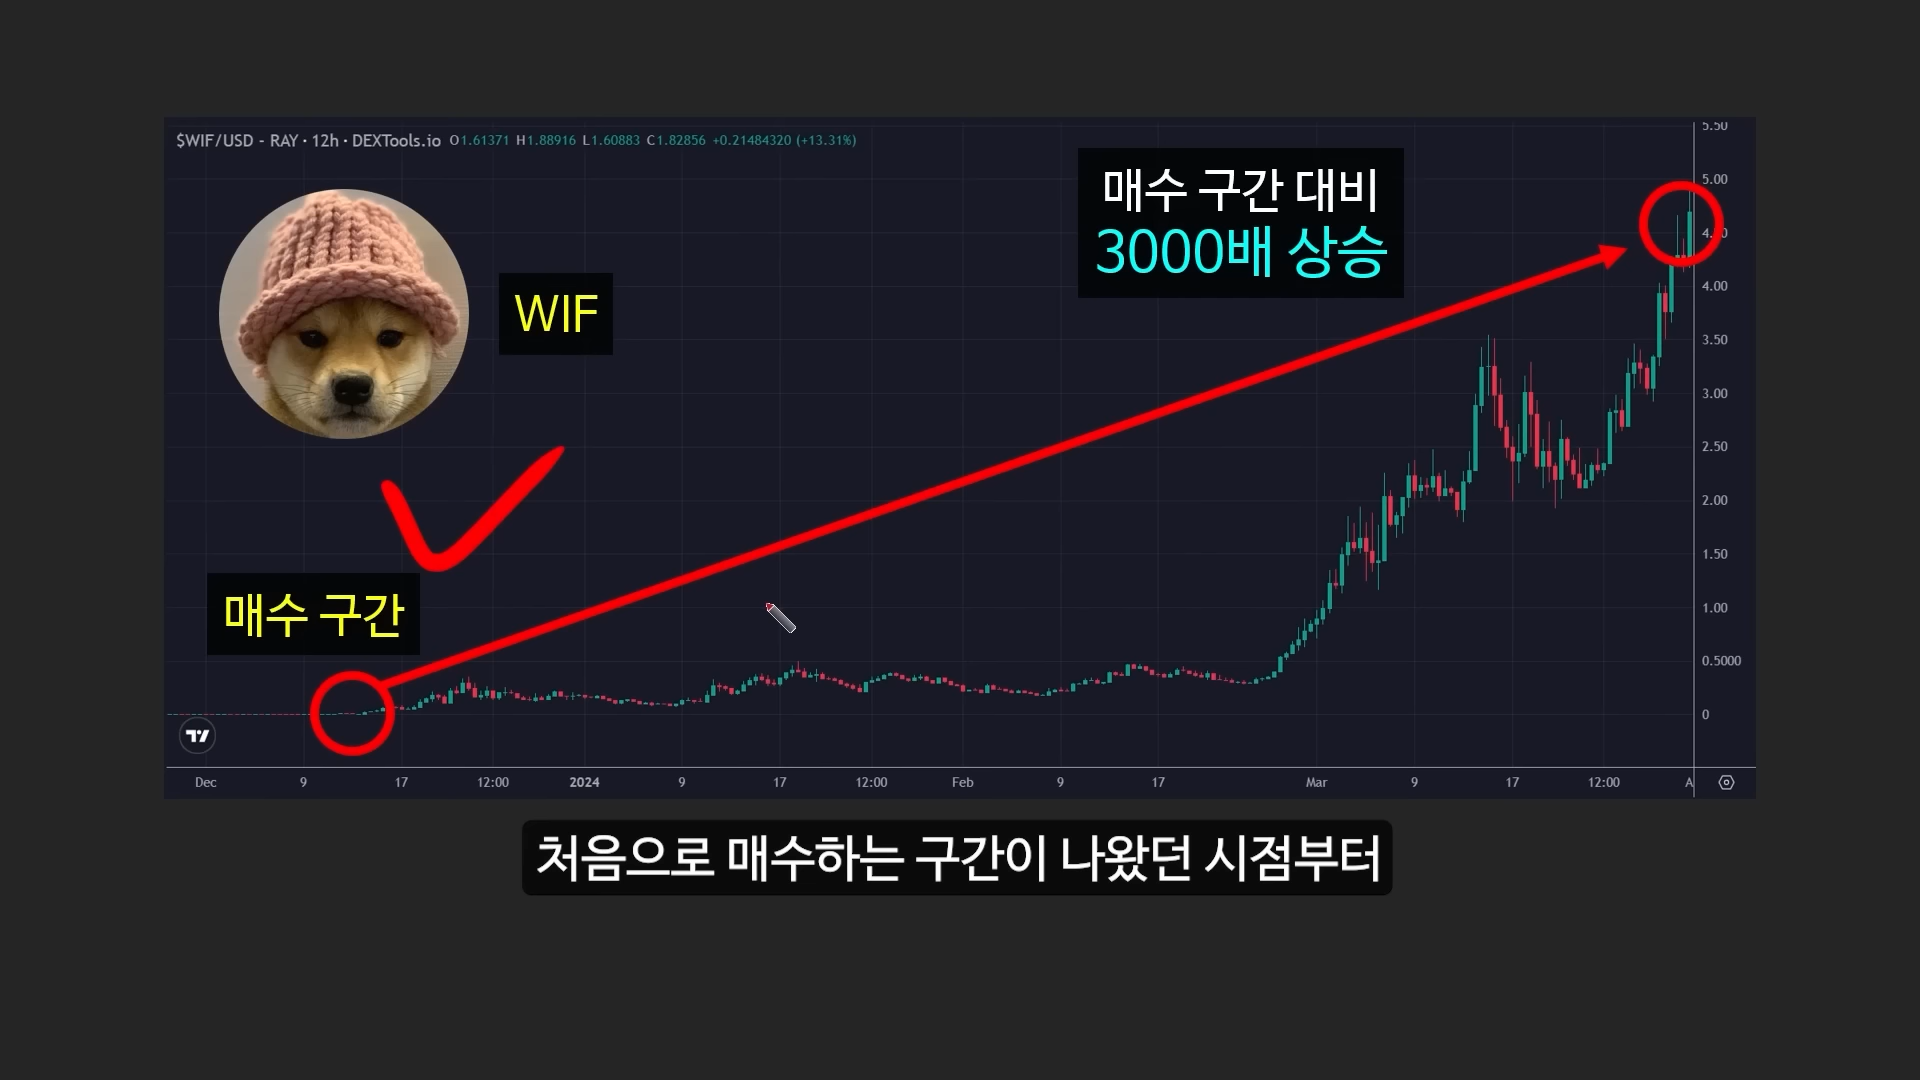 $WIF/USD - RAY · 12h · DEXTools.io O1.61371 H1.88916 L1.60883 C1.82856 +0.21484320 (+13.31%)
매수 구간 대비
3000배 상승
WIF
매수 구간
5.50
5.00
4.00
3.50
3.00
2.50
2.00
1.50
1.00
0.5000
0
Dec 9 17 12:00 2024 9 17 12:00 Feb 9 17 Mar 9 17 12:00 A
처음으로 매수하는 구간이 나왔던 시점부터